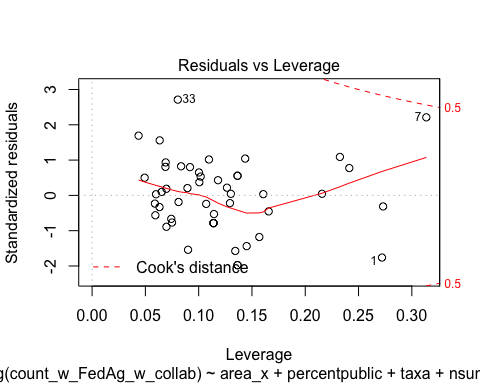 Residuals vs Leverage
Standardized residuals
3
2
1
0
-1
-2
33
7
1
0.5
0.5
Cook's distance
0.00 0.05 0.10 0.15 0.20 0.25 0.30
Leverage
g(count_w_FedAg_w_collab) ~ area_x + percentpublic + taxa + nsur